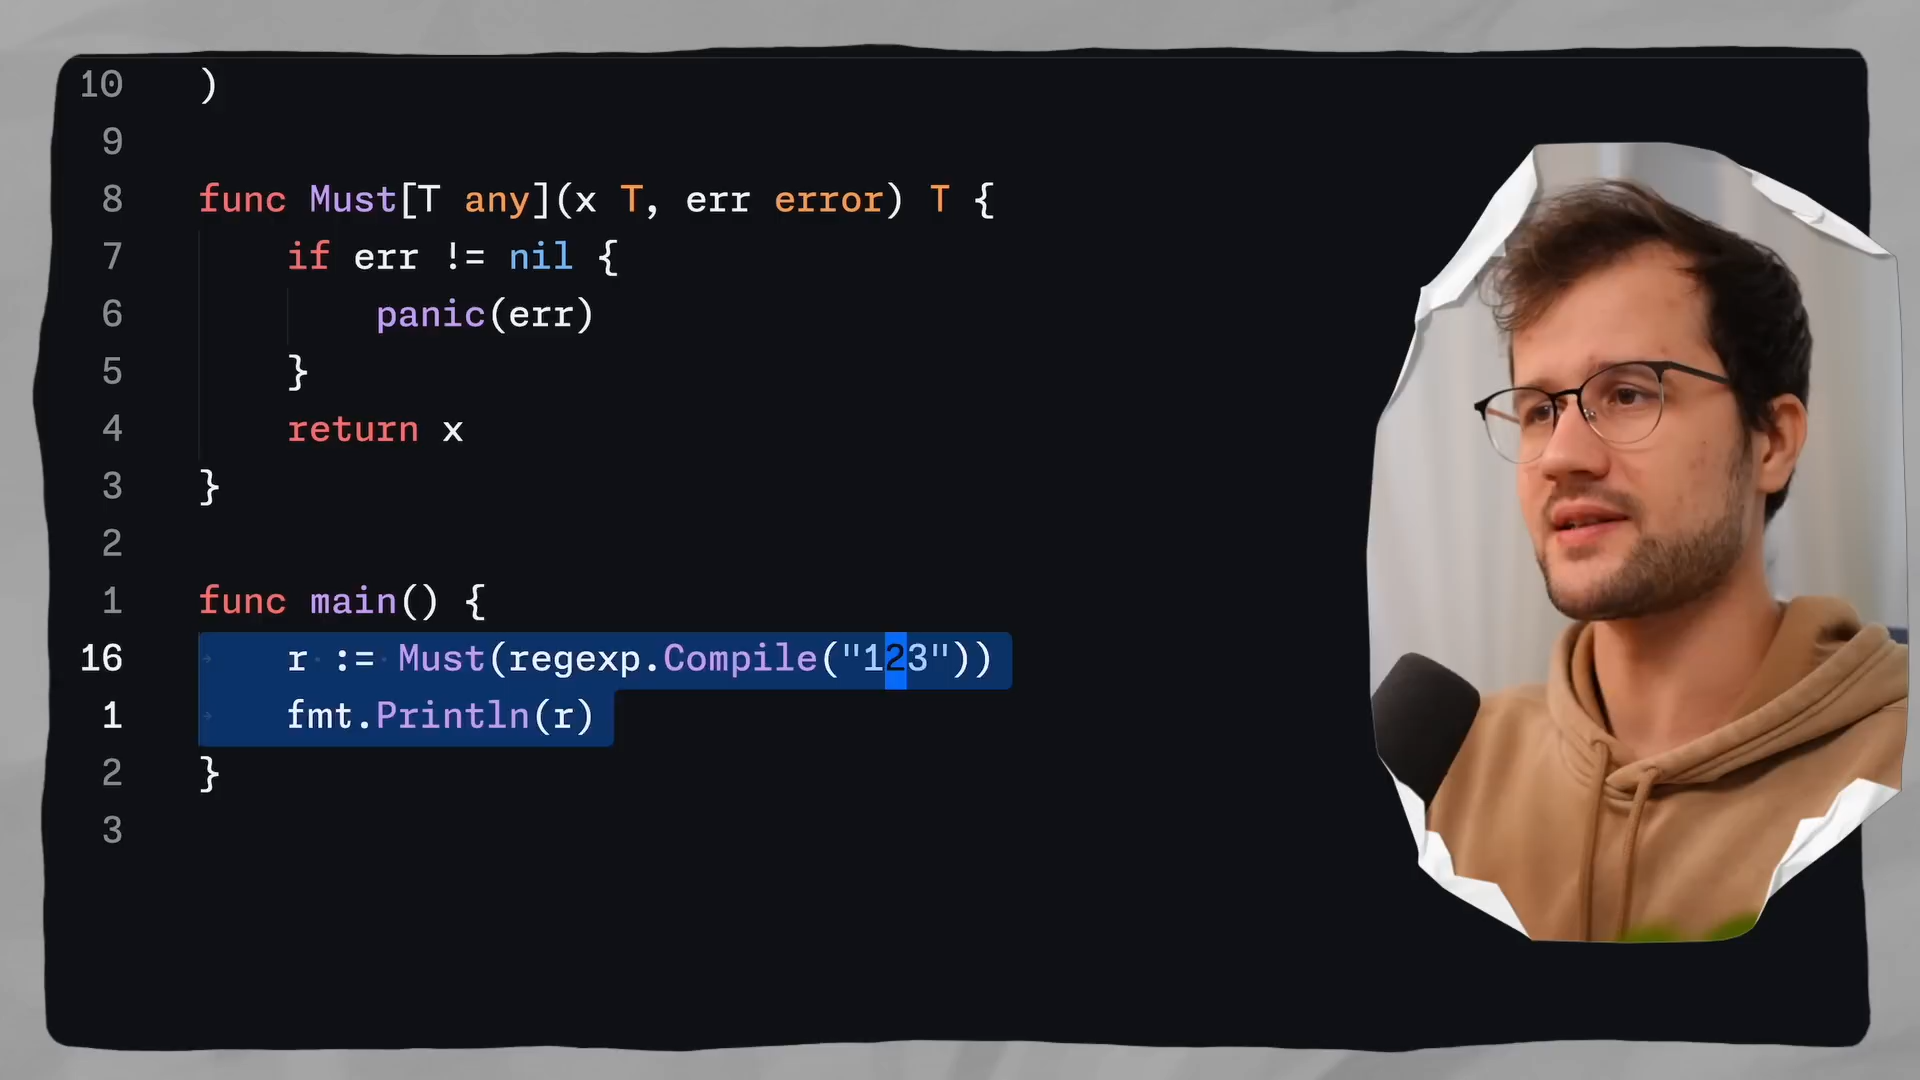 10 )
9
8 func Must[T any](x T, err error) T {
7 if err != nil {
6 panic(err)
5 }
4 return x
3 }
2
1 func main() {
16 r := Must(regexp.Compile("123"))
1 fmt.Println(r)
2 }
3